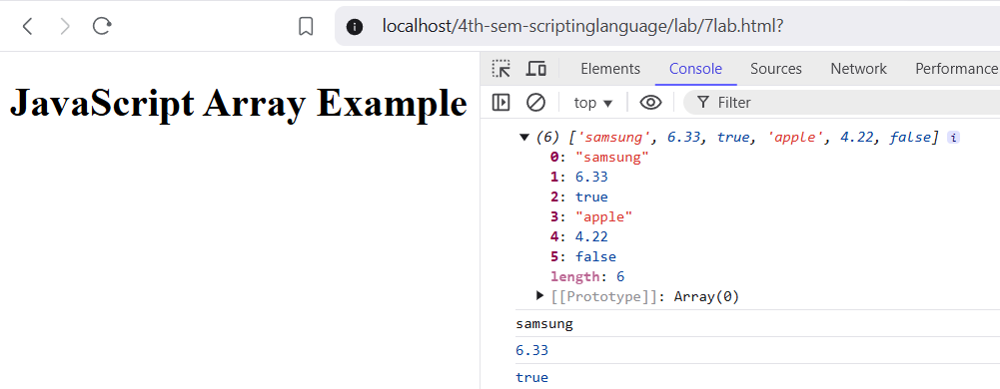 localhost/4th-sem-scriptinglanguage/lab/7lab.html?
JavaScript Array Example
Elements Console Sources Network Performance
top ▼ Filter
▼ (6) ['samsung', 6.33, true, 'apple', 4.22, false] i
0: "samsung"
1: 6.33
2: true
3: "apple"
4: 4.22
5: false
length: 6
▶ [[Prototype]]: Array(0)
samsung
6.33
true